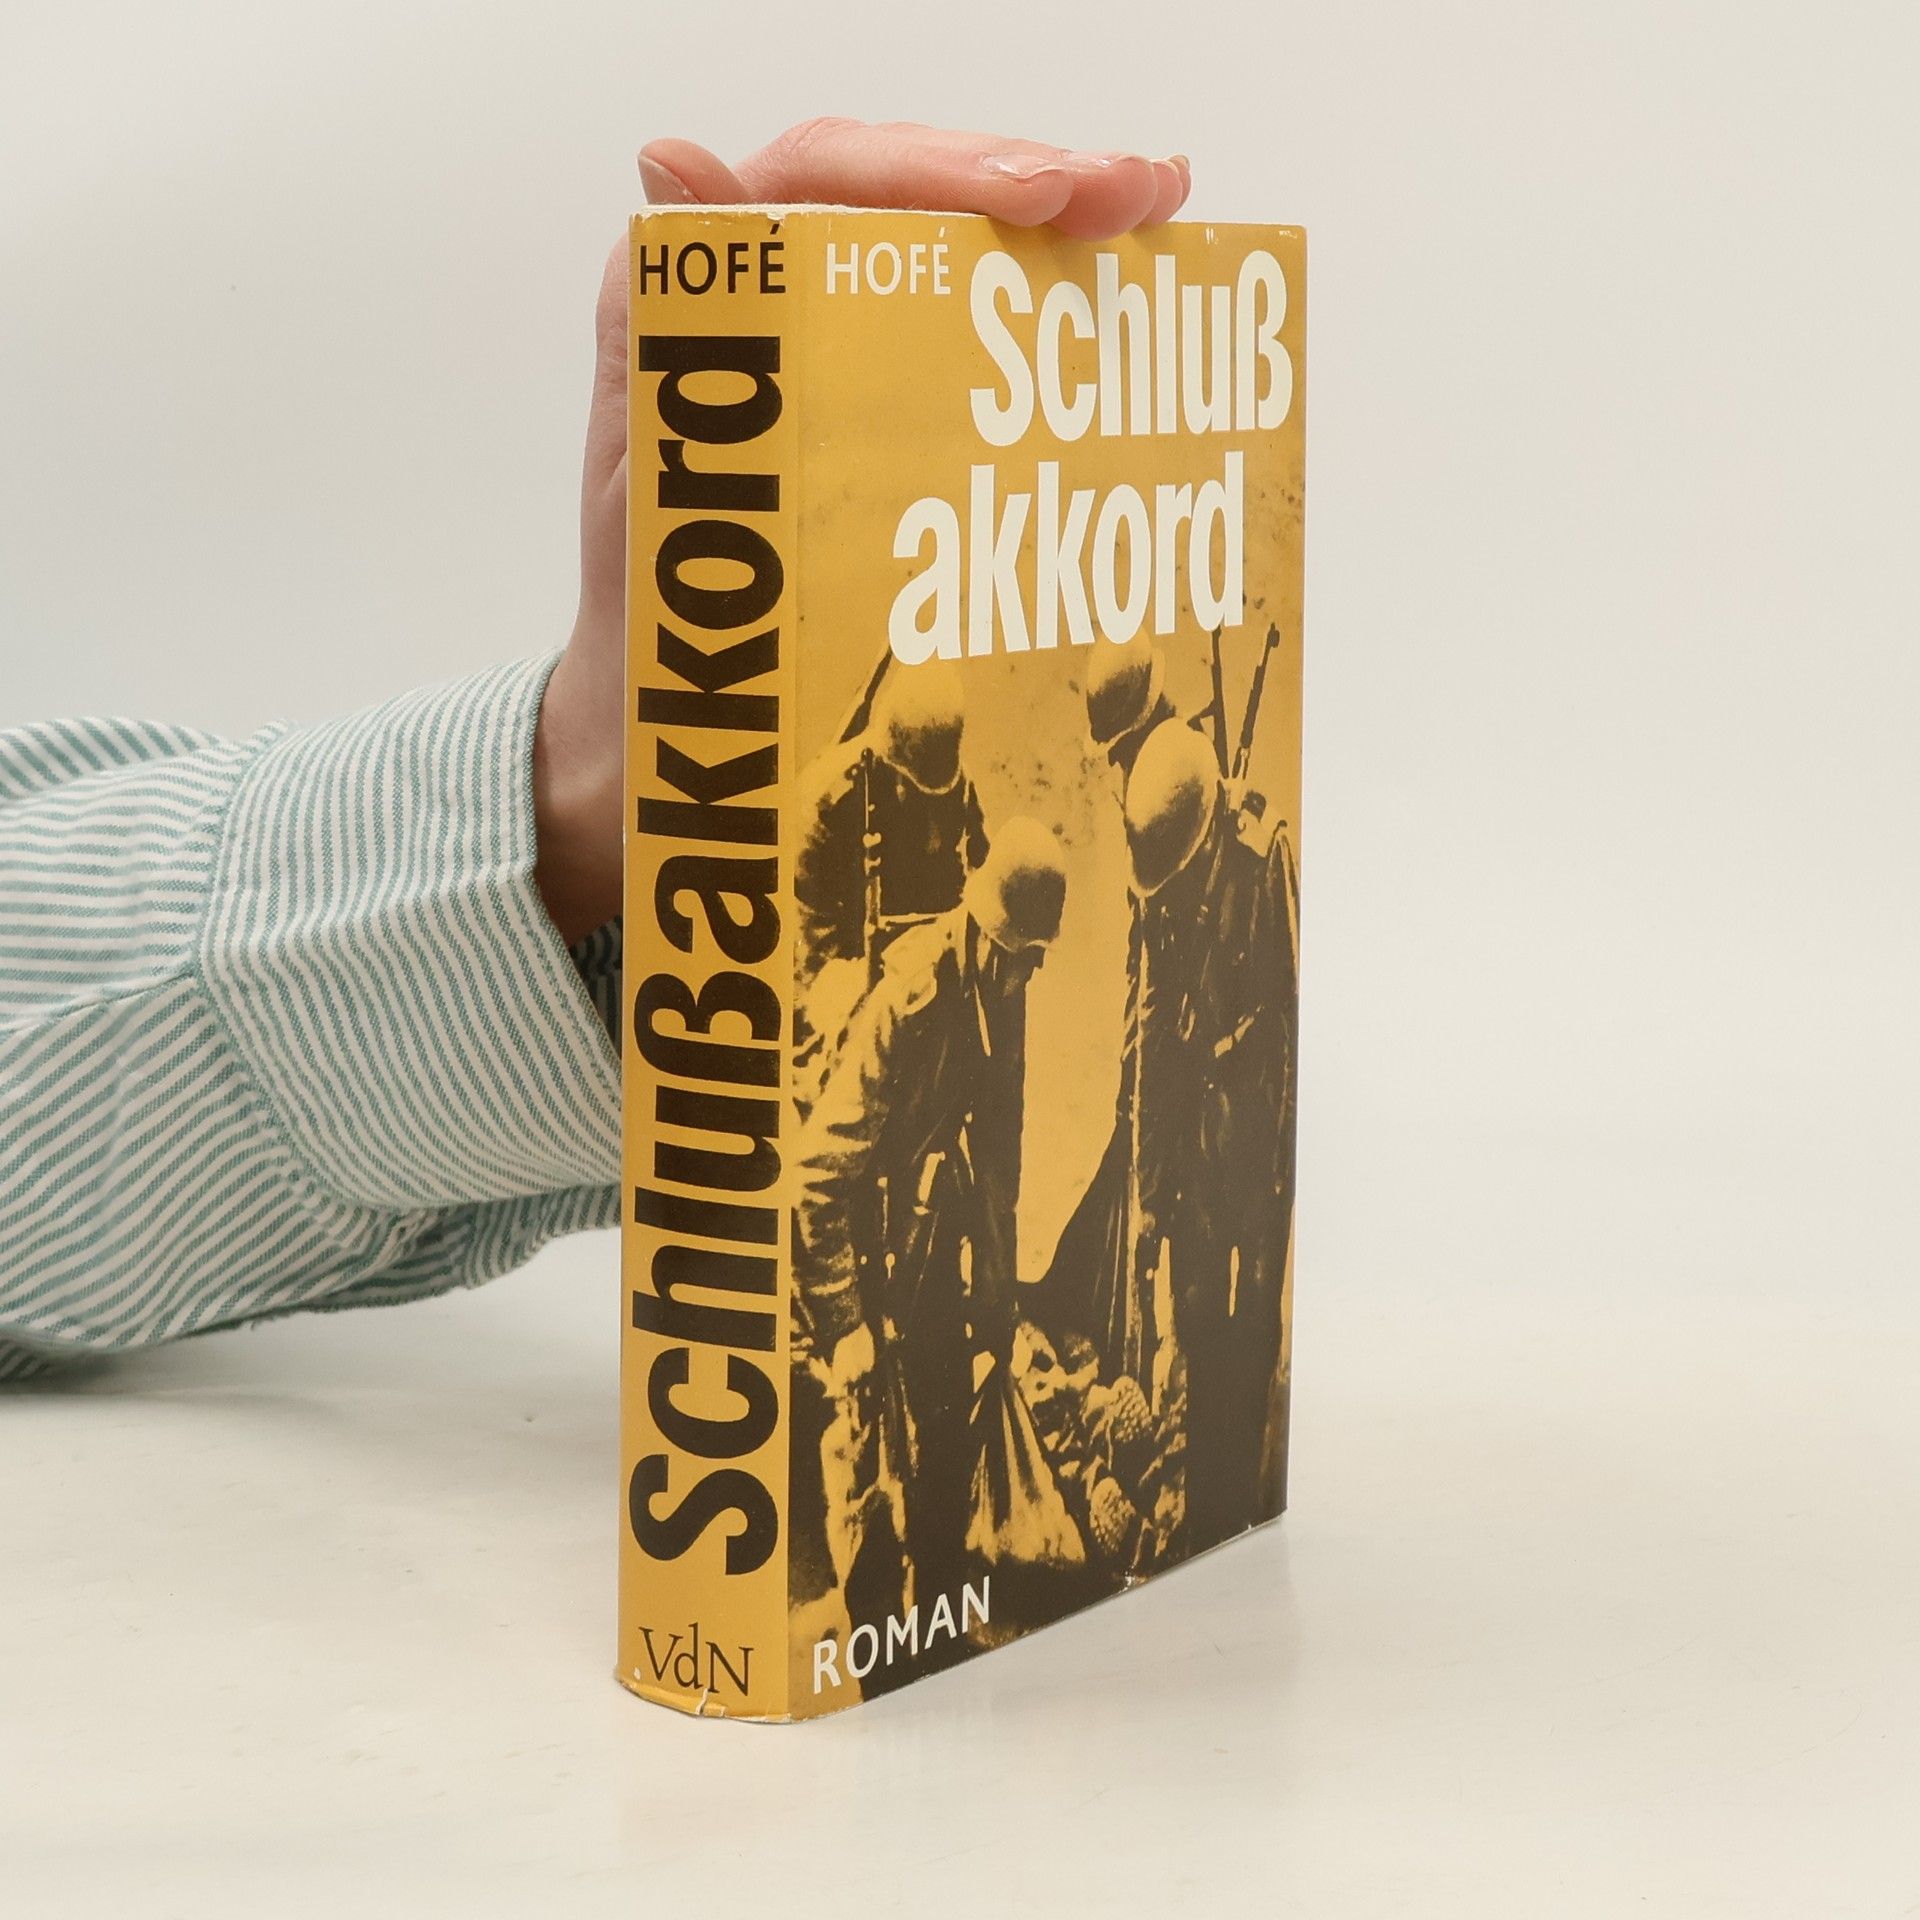 HOFÉ
Schlußakkord
VdN
HOFÉ
Schluß
akkord
ROMAN